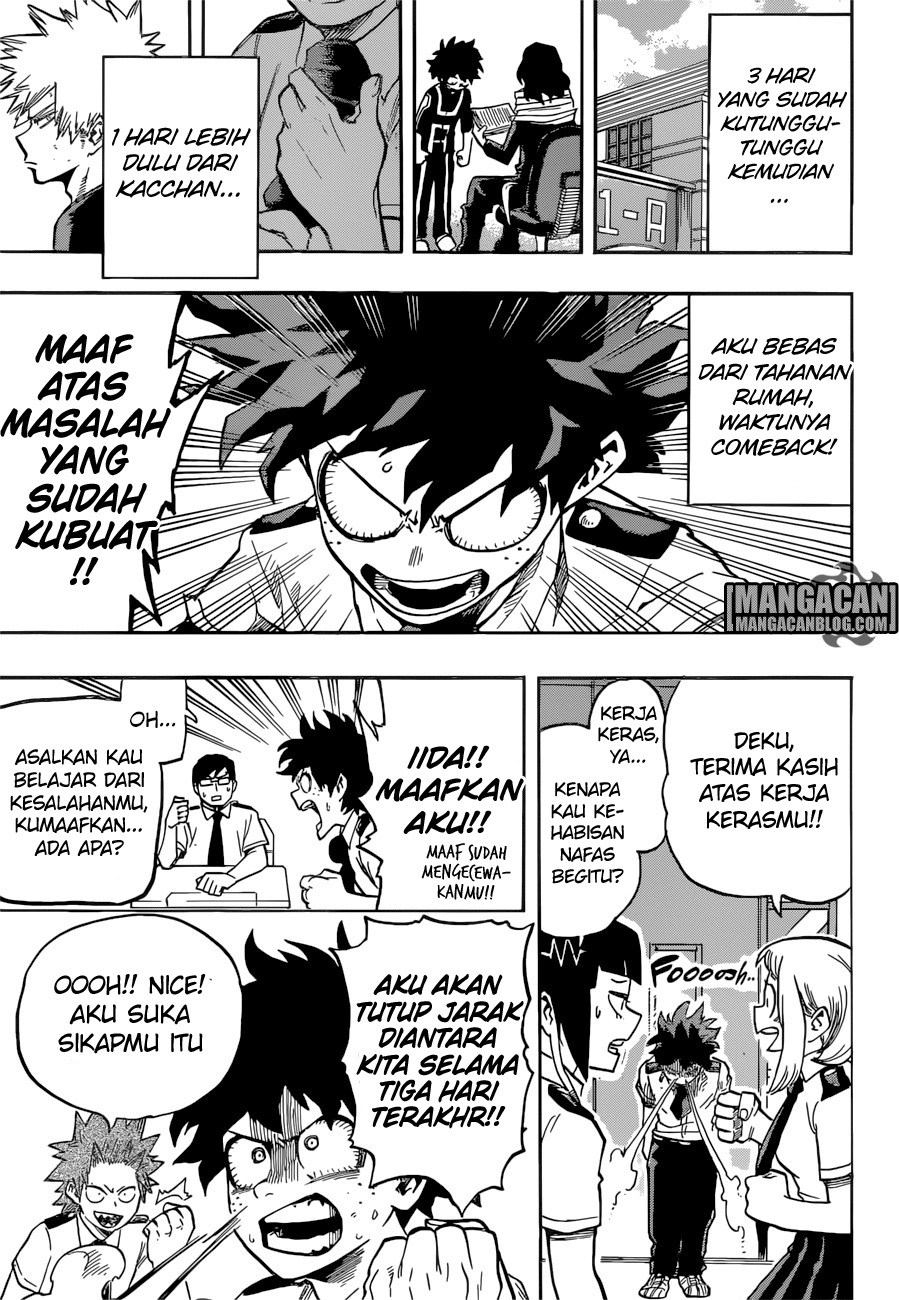 3 HARI
YANG SUDAH
KUTUNGGU-
TUNGGU
KEMUDIAN
...
1-A
1 HARI LEBIH
DULU DARI
KACCHAN...
AKU BEBAS
DARI TAHANAN
RUMAH,
WAKTUNYA
COMEBACK!
MAAF
ATAS
MASALAH
YANG
SUDAH
KUBUAT
!!
[MANGACAN]
MANGACANBLOG.COM
DEKU,
TERIMA KASIH
ATAS KERJA
KERASMU!!
KERJA
KERAS,
YA...
KENAPA
KAU KE-
HABISAN
NAFAS
BEGITU?
FOOOOSH..
IIDA!!
MAAFKAN
AKU!!
MAAF SUDAH
MENGECEWA-
KANMU!!
OH...
ASALKAN KAU
BELAJAR DARI
KESALAHANMU,
KUMAAFKAN...
ADA APA?
AKU AKAN
TUTUP JARAK
DIANTARA
KITA SELAMA
TIGA HARI
TERAKHR!!
OOOH!! NICE!
AKU SUKA
SIKAPMU ITU